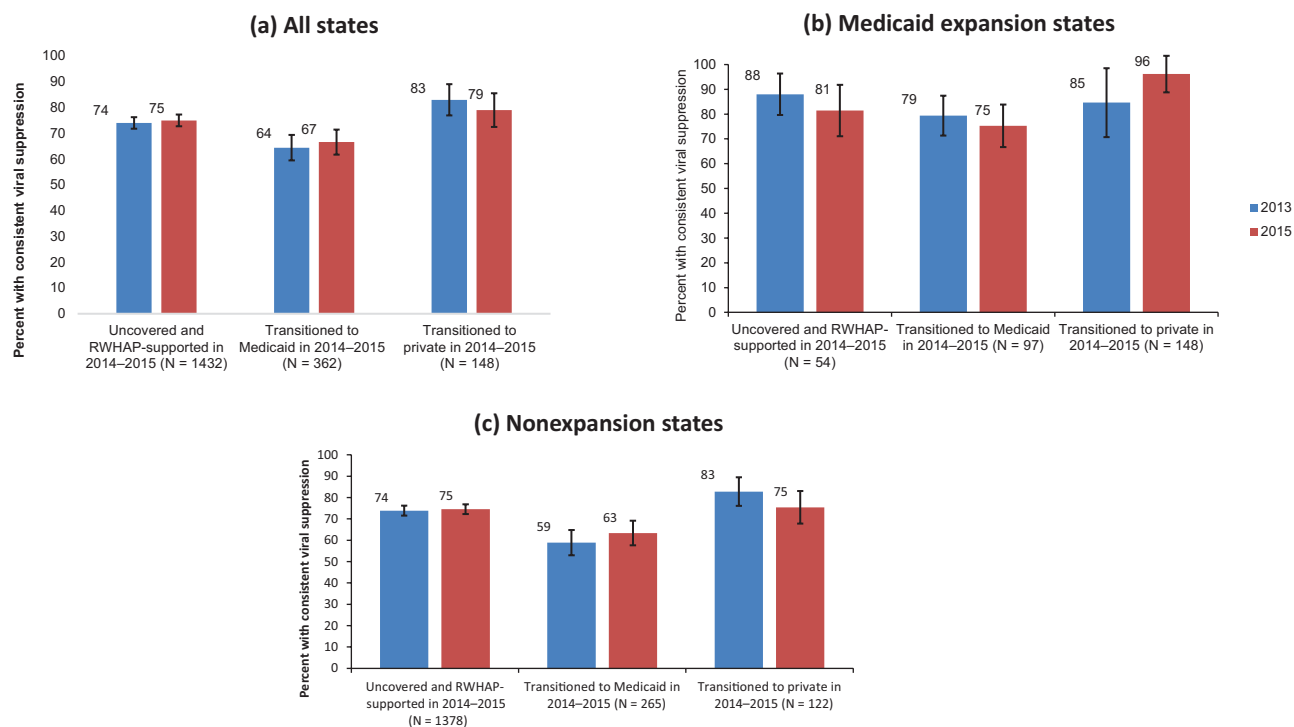 (a) All states
Percent with consistent viral suppression
100
90
80
70
60
50
40
30
20
10
0
74
75
64
67
83
79
Uncovered and
RWHAP-supported in
2014–2015 (N = 1432)
Transitioned to
Medicaid in 2014–2015
(N = 362)
Transitioned to
private in 2014–2015
(N = 148)
(b) Medicaid expansion states
Percent with consistent viral suppression
100
90
80
70
60
50
40
30
20
10
0
88
81
79
75
85
96
Uncovered and RWHAP-
supported in 2014–2015
(N = 54)
Transitioned to Medicaid
in 2014–2015 (N = 97)
Transitioned to private in
2014–2015 (N = 148)
2013
2015
(c) Nonexpansion states
Percent with consistent viral suppression
100
90
80
70
60
50
40
30
20
10
0
74
75
59
63
83
75
Uncovered and RWHAP-
supported in 2014–2015
(N = 1378)
Transitioned to Medicaid in
2014–2015 (N = 265)
Transitioned to private in
2014–2015 (N = 122)